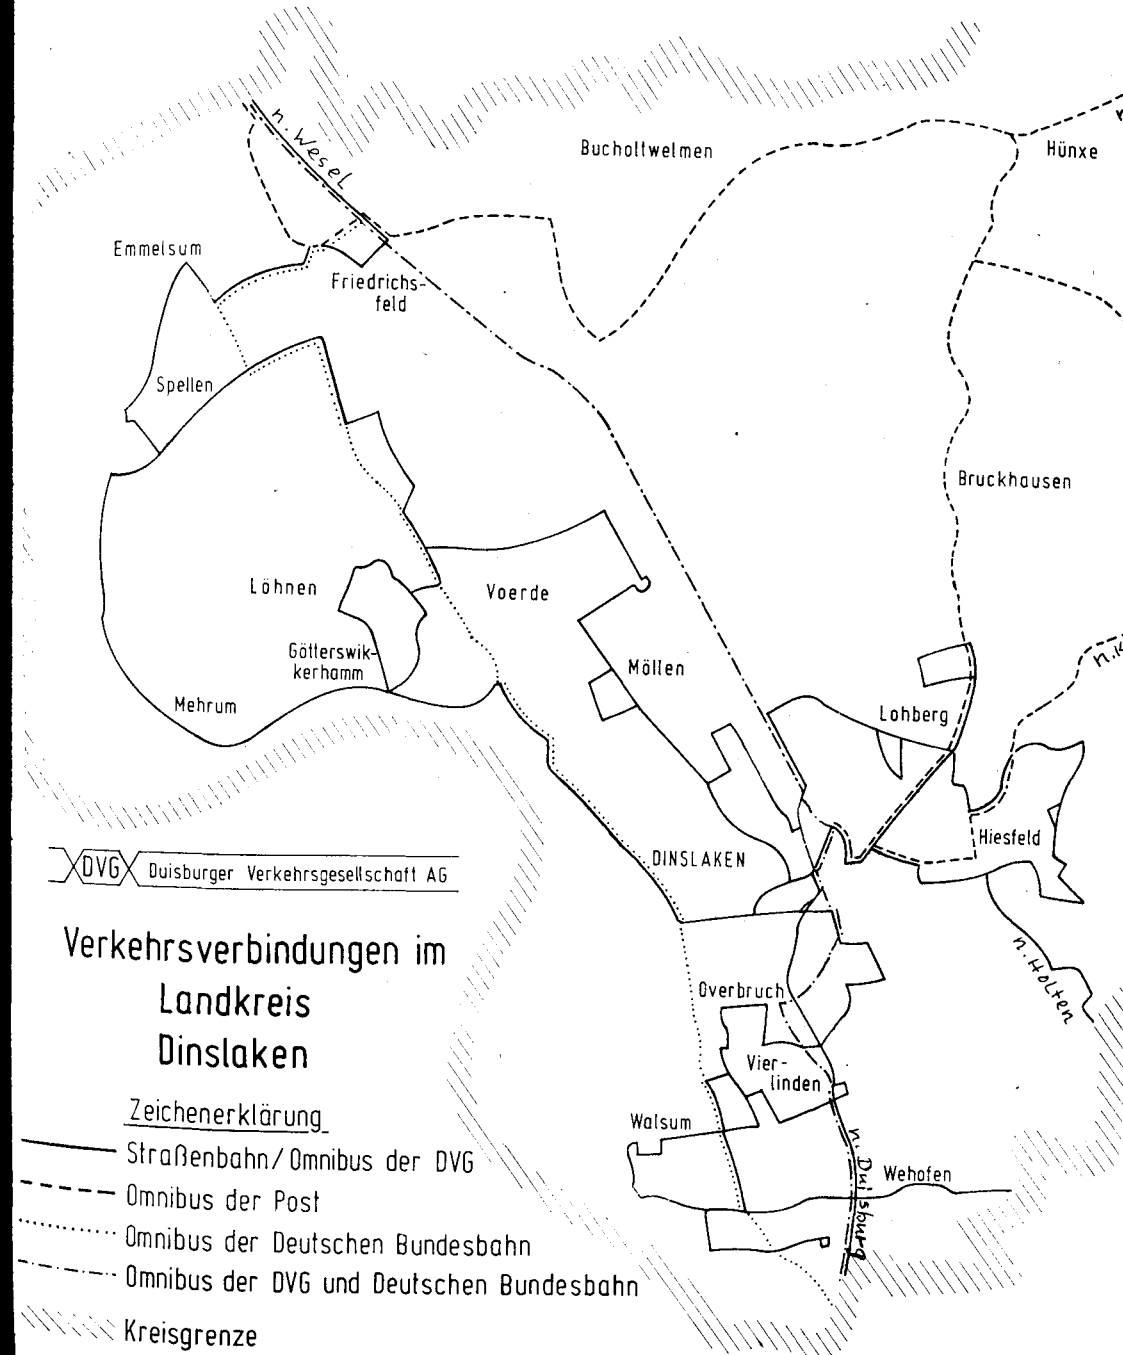 n. Wesel
Bucholtwelmen
Hünxe
Emmelsum
Friedrichs-
feld
Spellen
Bruckhausen
Löhnen
Voerde
Götterswik-
kerhamm
Möllen
Mehrum
Lohberg
Hiesfeld
DINSLAKEN
DVG Duisburger Verkehrsgesellschaft AG
Verkehrsverbindungen im
Landkreis
Dinslaken
n. Holten
Overbruch
Vier-
linden
Walsum
Wehofen
n. Duisburg
Zeichenerklärung
Straßenbahn/Omnibus der DVG
Omnibus der Post
Omnibus der Deutschen Bundesbahn
Omnibus der DVG und Deutschen Bundesbahn
Kreisgrenze